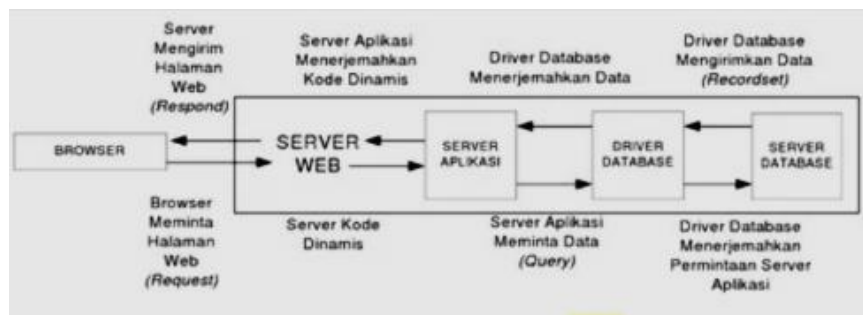 Server
Mengirim
Halaman
Web
(Respond)
Server Aplikasi
Menerjemahkan
Kode Dinamis
Driver Database
Menerjemahkan Data
Driver Database
Mengirimkan Data
(Recordset)
BROWSER
SERVER
WEB
SERVER
APLIKASI
DRIVER
DATABASE
SERVER
DATABASE
Browser
Meminta
Halaman
Web
(Request)
Server Kode
Dinamis
Server Aplikasi
Meminta Data
(Query)
Driver Database
Menerjemahkan
Permintaan Server
Aplikasi